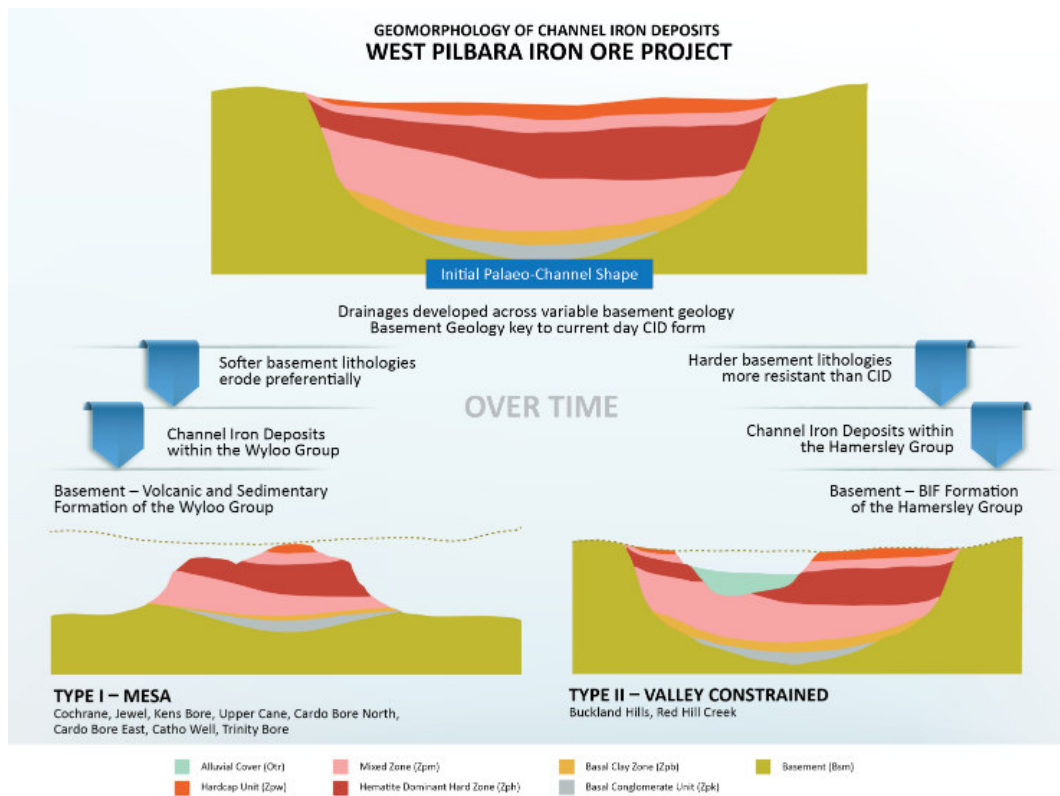 GEOMORPHOLOGY OF CHANNEL IRON DEPOSITS
WEST PILBARA IRON ORE PROJECT
Initial Palaeo-Channel Shape
Drainages developed across variable basement geology
Basement Geology key to current day CID form
Softer basement lithologies
erode preferentially
Harder basement lithologies
more resistant than CID
OVER TIME
Channel Iron Deposits
within the Wyloo Group
Channel Iron Deposits within
the Hamersley Group
Basement – Volcanic and Sedimentary
Formation of the Wyloo Group
Basement – BIF Formation
of the Hamersley Group
TYPE I – MESA
Cochrane, Jewel, Kens Bore, Upper Cane, Cardo Bore North,
Cardo Bore East, Catho Well, Trinity Bore
TYPE II – VALLEY CONSTRAINED
Buckland Hills, Red Hill Creek
Alluvial Cover (Otr)
Mixed Zone (Zpm)
Basal Clay Zone (Zpb)
Basement (Bsm)
Hardcap Unit (Zpw)
Hematite Dominant Hard Zone (Zph)
Basal Conglomerate Unit (Zpk)